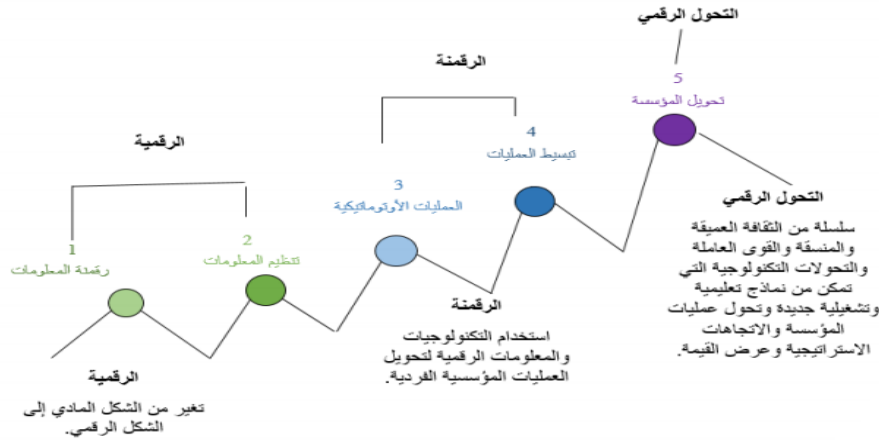 التحول الرقمي
الرقمنة
الرقمية
5
تحويل المؤسسة
4
تبسيط العمليات
3
العمليات الأوتوماتيكية
2
تنظيم المعلومات
1
رقمنة المعلومات
الرقمية
تغير من الشكل المادي إلى
الشكل الرقمي.
الرقمنة
استخدام التكنولوجيات
والمعلومات الرقمية لتحويل
العمليات المؤسسية الفردية.
التحول الرقمي
سلسلة من الثقافة العميقة
والمنسقة والقوى العاملة
والتحولات التكنولوجية التي
تمكن من نماذج تعليمية
وتشغيلية جديدة وتحول عمليات
المؤسسة والاتجاهات
الاستراتيجية وعرض القيمة.